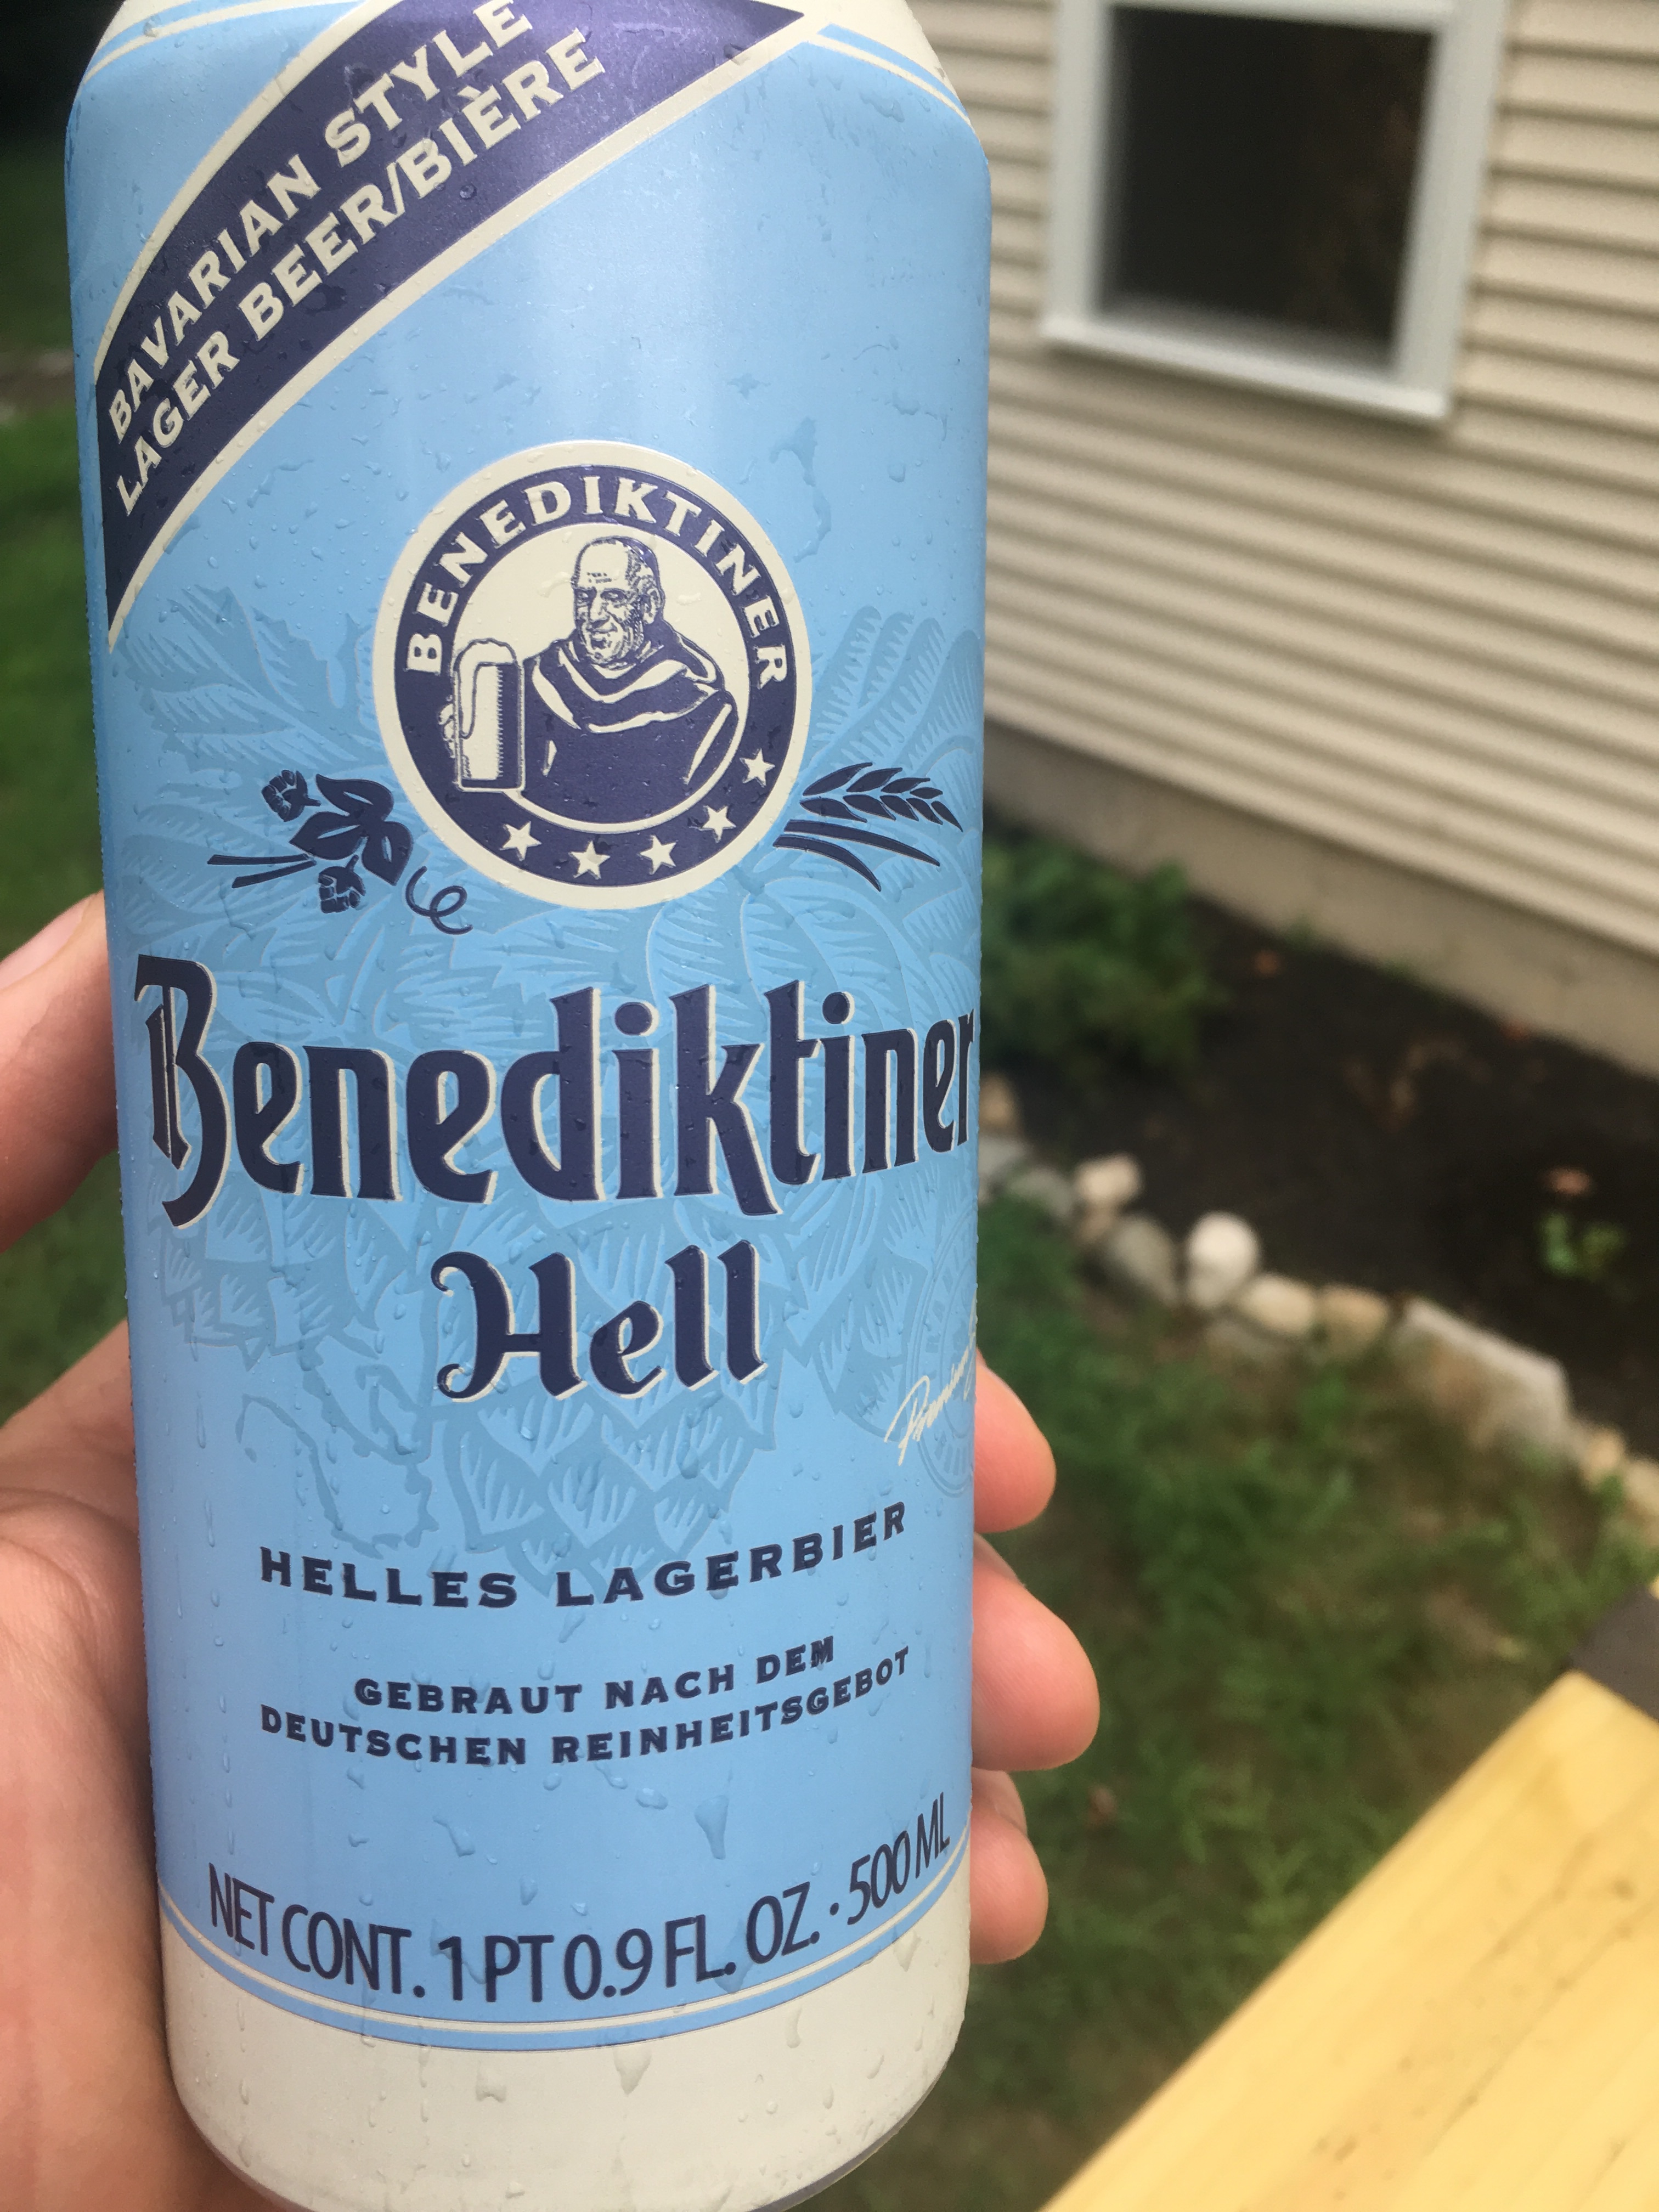 BAVARIAN STYLE
LAGER BEER/BIÈRE
BENEDIKTINER
Benediktiner
Hell
Premium
HELLES LAGERBIER
GEBRAUT NACH DEM
DEUTSCHEN REINHEITSGEBOT
NET CONT. 1 PT 0.9 FL. OZ. · 500 ML